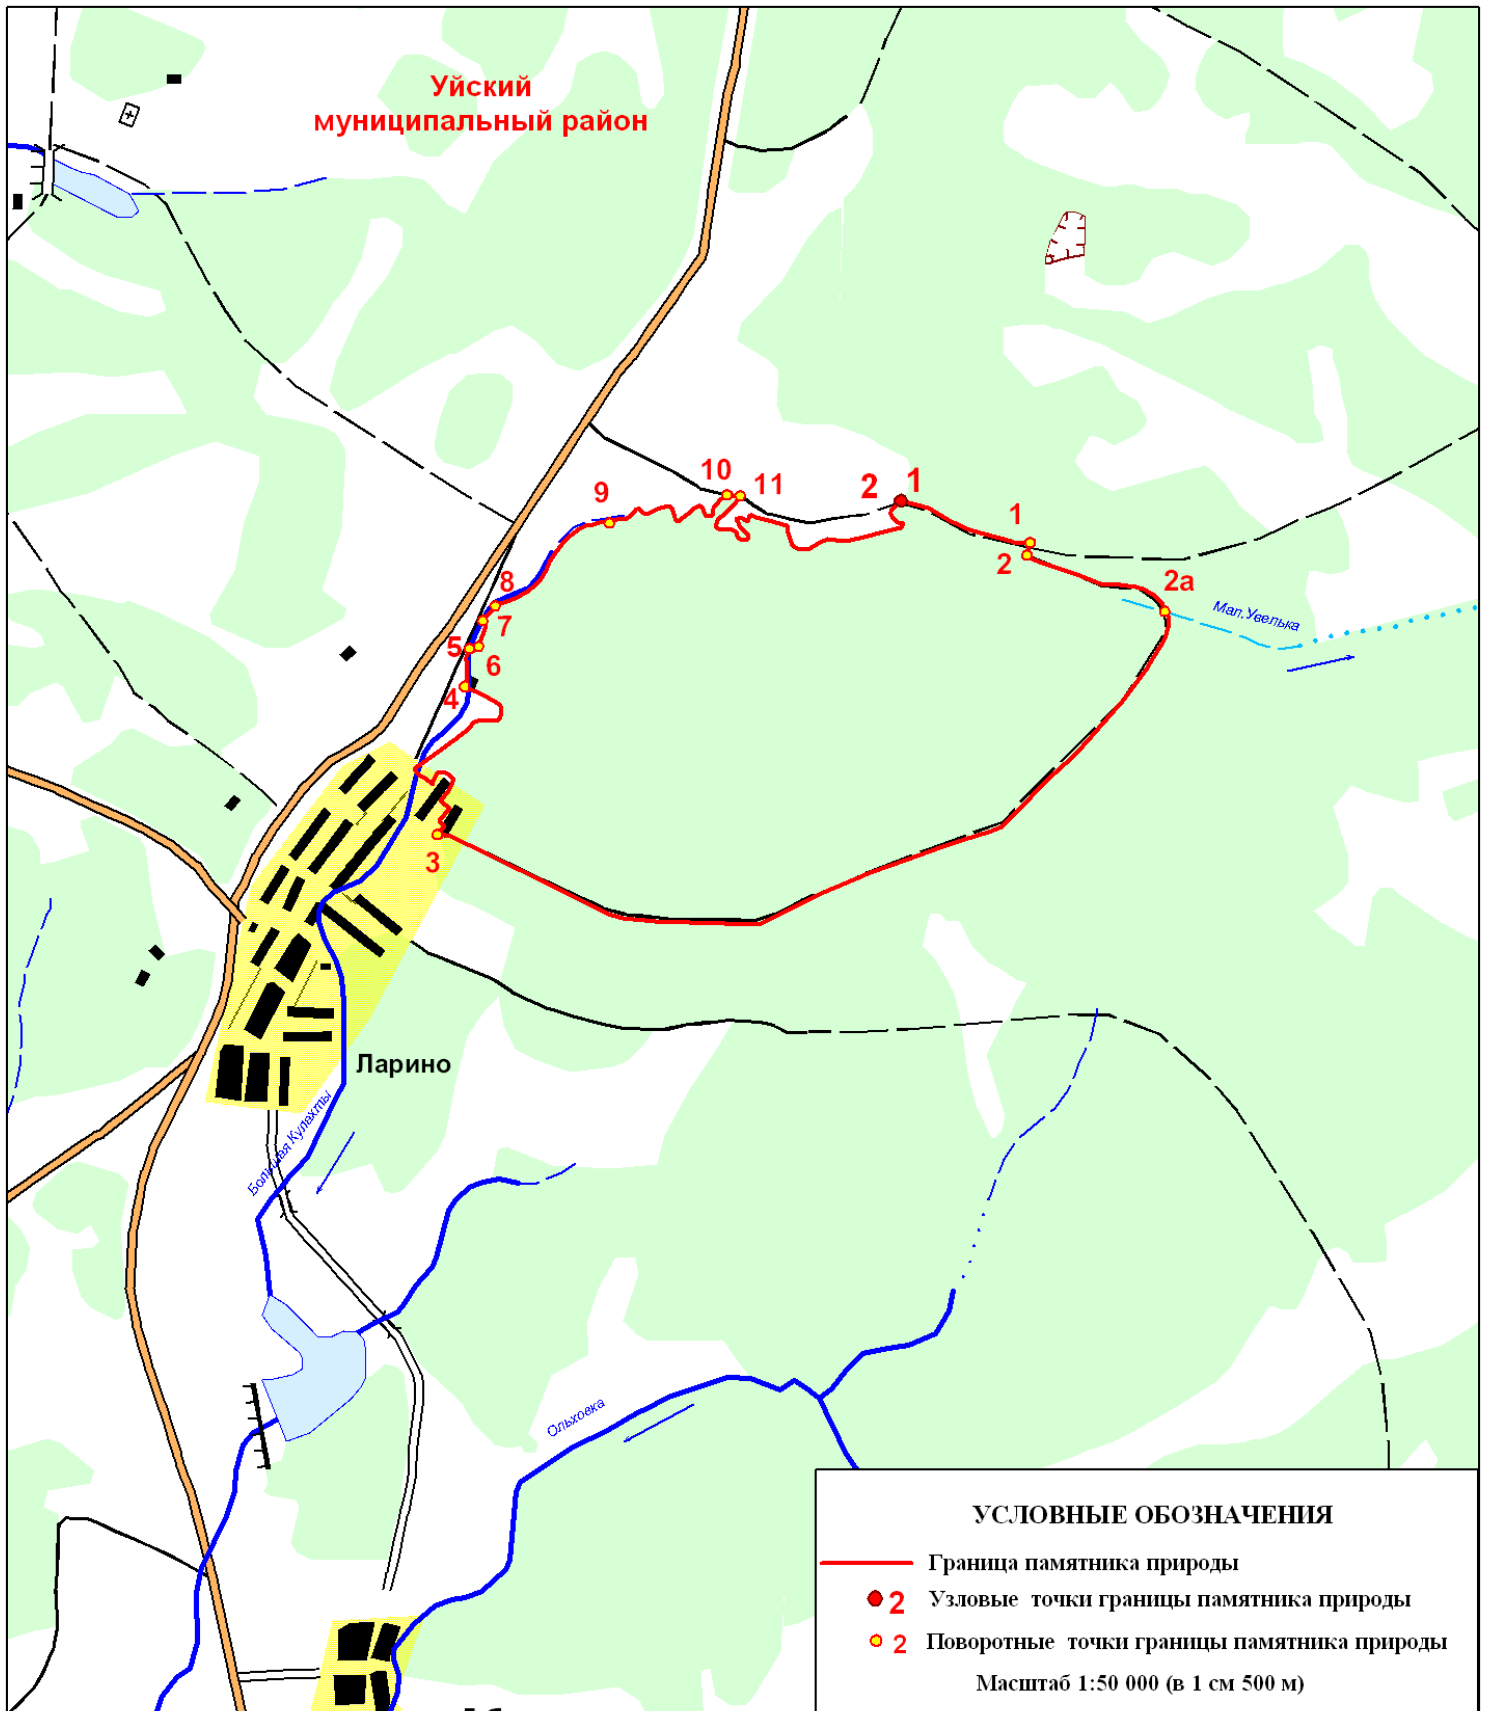 Уйский
муниципальный район
10
11
2
1
9
1
2
2а
Мал.Увелька
8
7
5
6
4
3
Ларино
Большая Кулахты
Ольховка
УСЛОВНЫЕ ОБОЗНАЧЕНИЯ
Граница памятника природы
2 Узловые точки границы памятника природы
2 Поворотные точки границы памятника природы
Масштаб 1:50 000 (в 1 см 500 м)